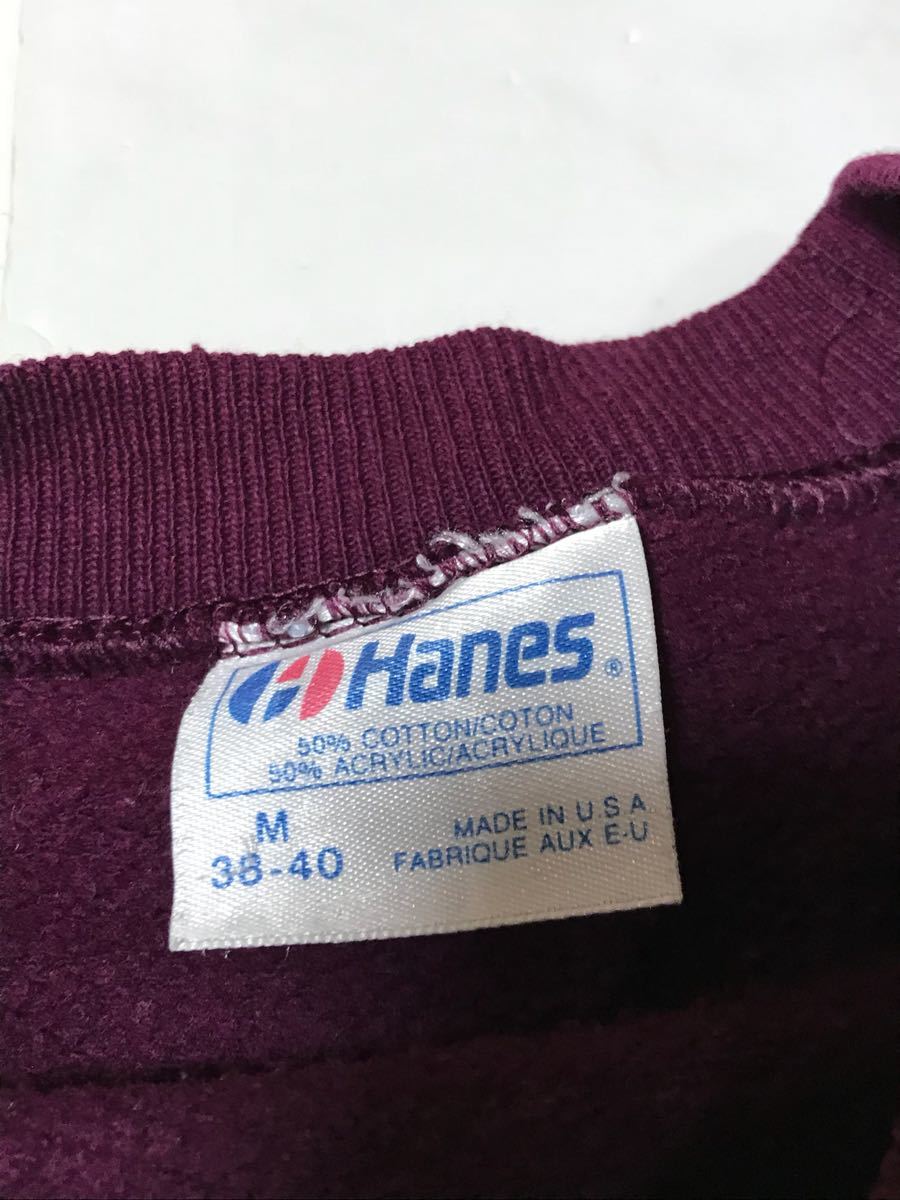 Hanes ®
50% COTTON/COTON
50% ACRYLIC/ACRYLIQUE
M
38-40
MADE IN U.S.A
FABRIQUE AUX E-U